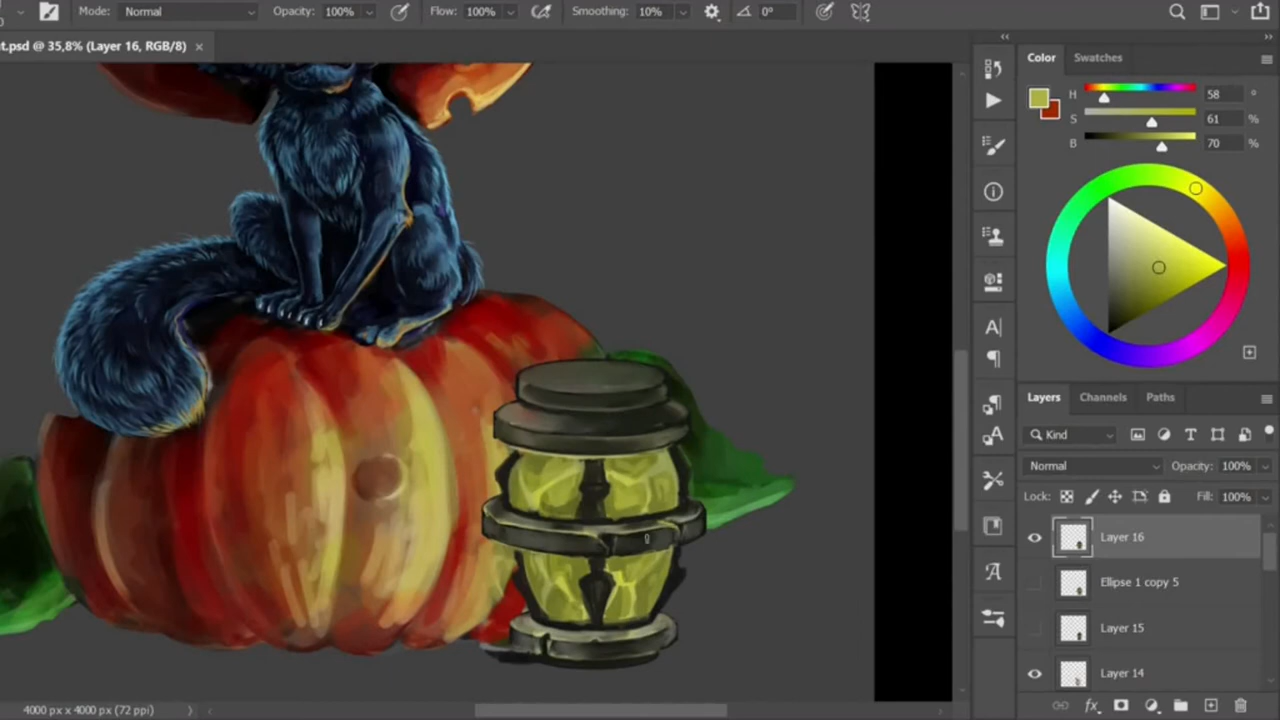 Mode: Normal Opacity: 100% Flow: 100% Smoothing: 10% 0°
t.psd @ 35,8% (Layer 16, RGB/8) ×
Color Swatches
H 58 °
S 61 %
B 70 %
Layers Channels Paths
Kind
Normal Opacity: 100%
Lock: Fill: 100%
Layer 16
Ellipse 1 copy 5
Layer 15
Layer 14
4000 px x 4000 px (72 ppi)